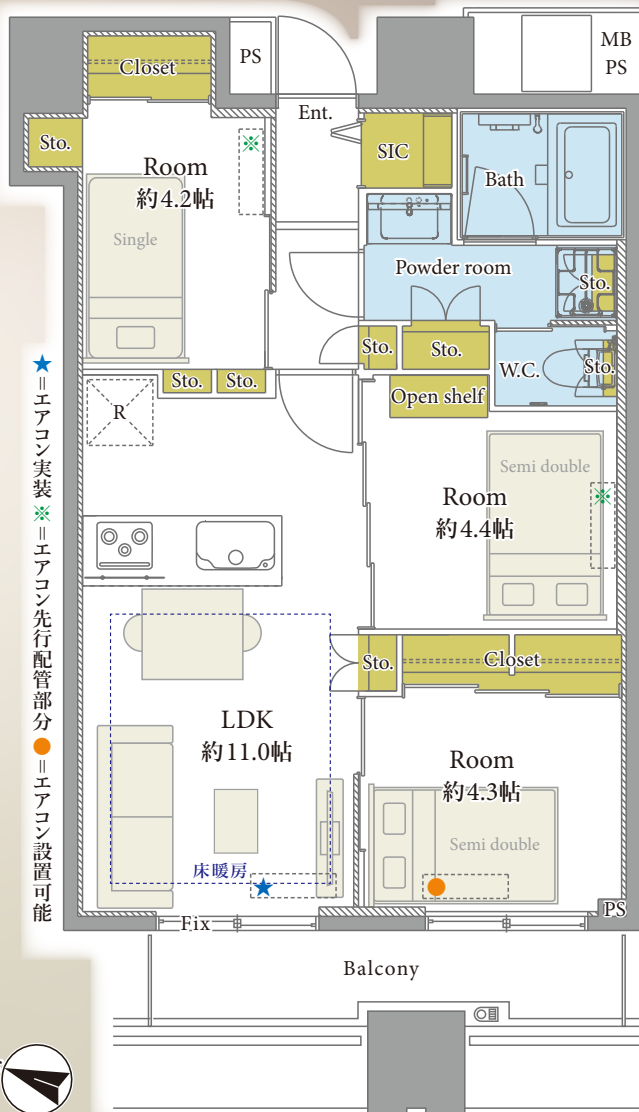 PS
MB
PS
Closet
Ent.
Sto.
SIC
Room
約4.2帖
Bath
Single
Powder room
Sto.
Sto.
Sto.
W.C.
Sto.
Sto.
Sto.
R
Open shelf
Semi double
Room
約4.4帖
★=エアコン実装 ※=エアコン先行配管部分 ●=エアコン設置可能
※
※
Sto.
Closet
LDK
約11.0帖
Room
約4.3帖
Semi double
床暖房
Fix
PS
Balcony